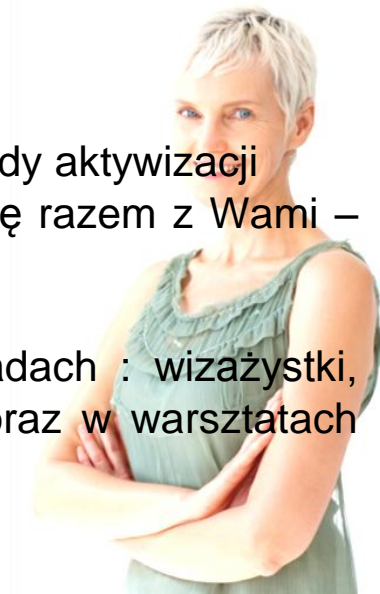 dy aktywizacji
ę razem z Wami –
adach : wizażystki,
oraz w warsztatach